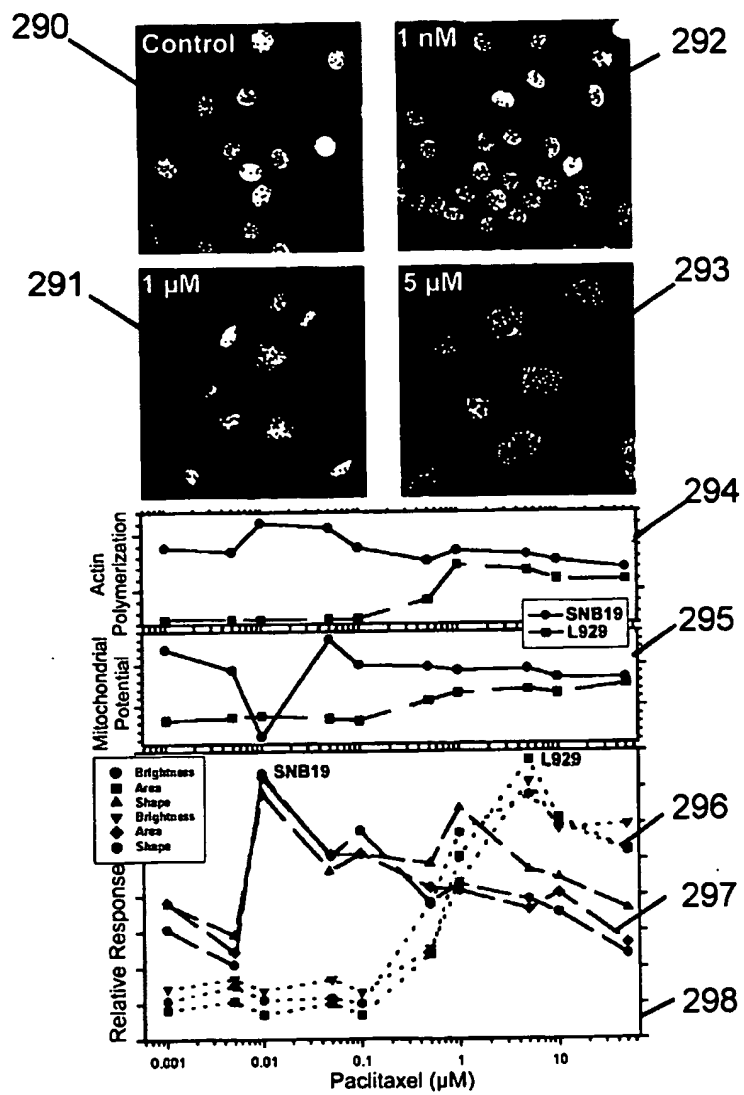 290
Control
1 nM
292
291
1 µM
5 µM
293
294
Actin
Polymerization
SNB19
L929
295
Mitochondrial
Potential
Brightness
Area
Shape
Brightness
Area
Shape
SNB19
L929
296
297
298
Relative Response
0.001
0.01
0.1
1
10
Paclitaxel (µM)